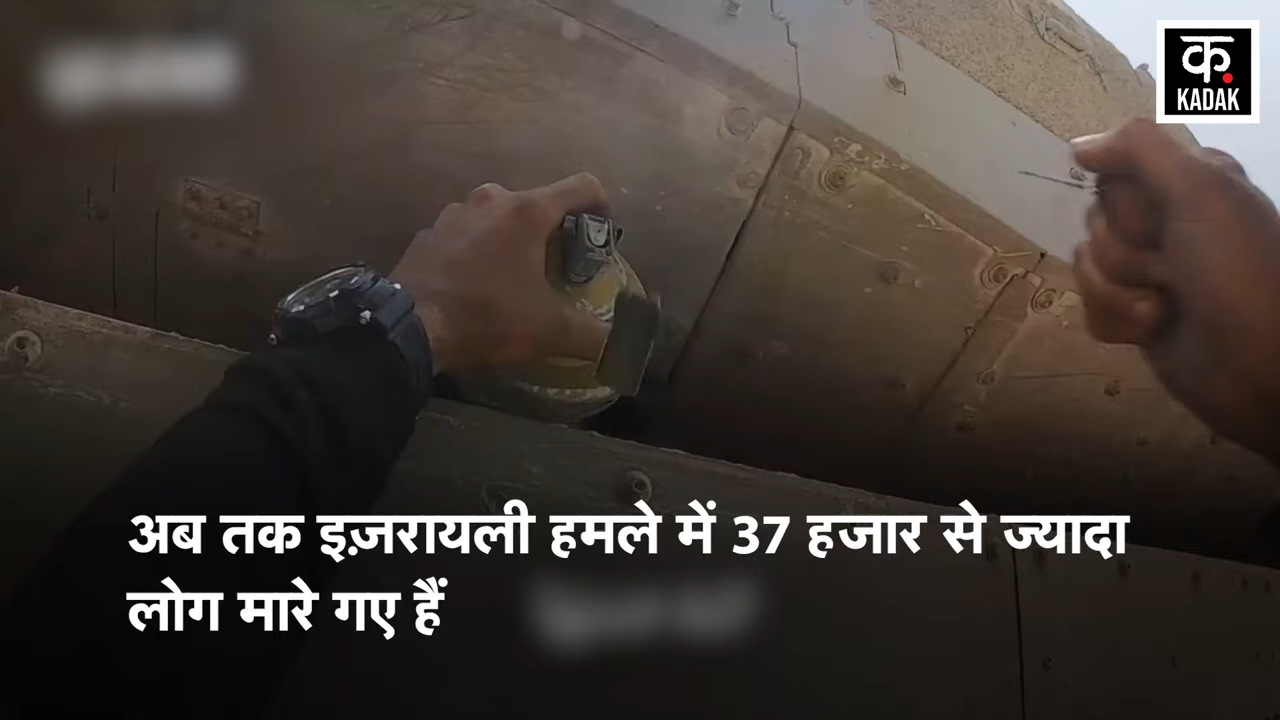 क
KADAK
अब तक इज़रायली हमले में 37 हजार से ज्यादा
लोग मारे गए हैं